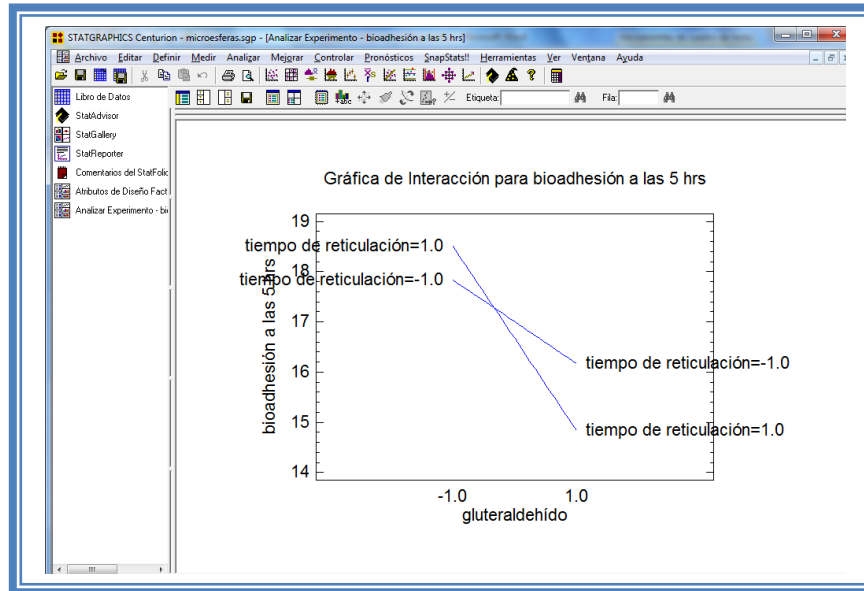 STATGRAPHICS Centurion - microesferas.sgp - [Analizar Experimento - bioadhesión a las 5 hrs]
Archivo Editar Definir Medir Analizar Mejorar Controlar Pronósticos SnapStats!! Herramientas Ver Ventana Ayuda
Etiqueta: Fila:
Libro de Datos
StatAdvisor
StatGallery
StatReporter
Comentarios del StatFolio
Atributos de Diseño Fact
Analizar Experimento - bi
Gráfica de Interacción para bioadhesión a las 5 hrs
bioadhesión a las 5 hrs
19
18
17
16
15
14
tiempo de reticulación=1.0
tiempo de reticulación=-1.0
tiempo de reticulación=-1.0
tiempo de reticulación=1.0
-1.0 1.0
gluteraldehído